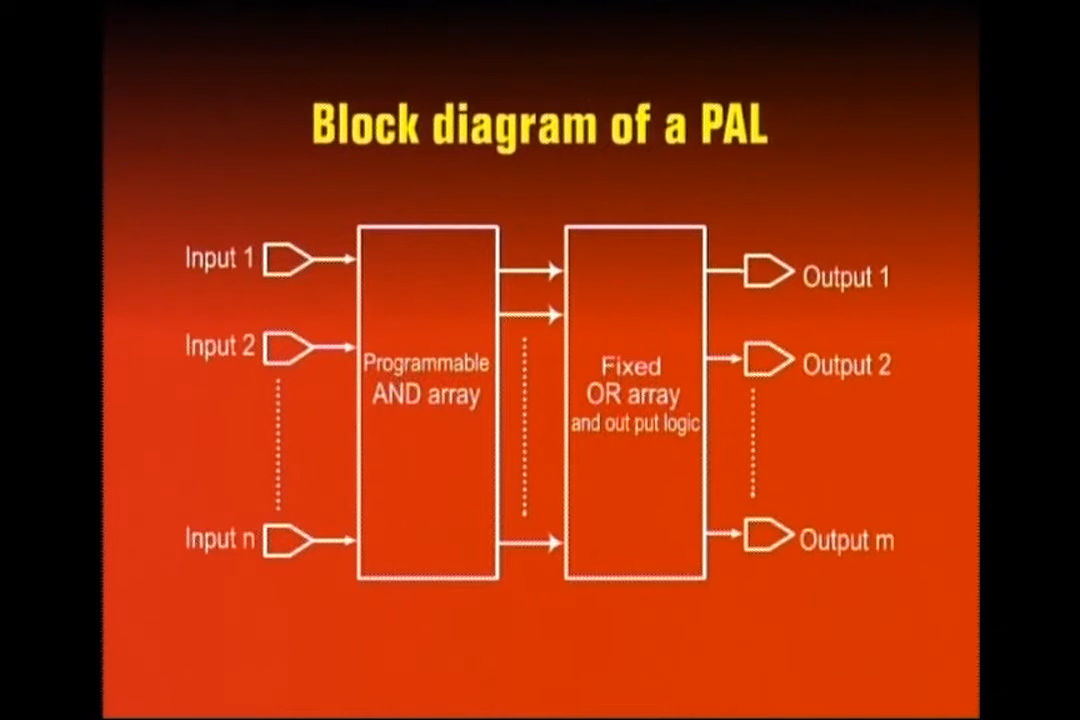 Block diagram of a PAL
Input 1
Input 2
Input n
Programmable
AND array
Fixed
OR array
and out put logic
Output 1
Output 2
Output m